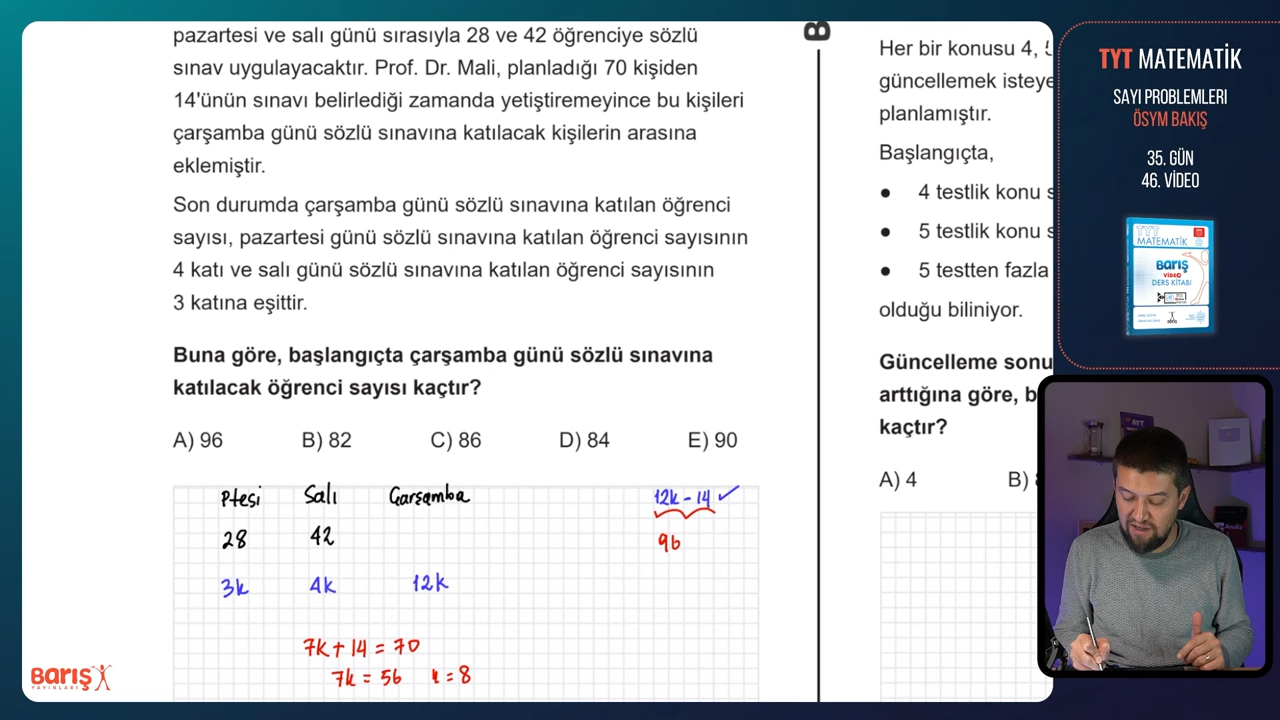 pazartesi ve salı günü sırasıyla 28 ve 42 öğrenciye sözlü
sınav uygulayacaktır. Prof. Dr. Mali, planladığı 70 kişiden
14'ünün sınavı belirlediği zamanda yetiştiremeyince bu kişileri
çarşamba günü sözlü sınavına katılacak kişilerin arasına
eklemiştir.
Son durumda çarşamba günü sözlü sınavına katılan öğrenci
sayısı, pazartesi günü sözlü sınavına katılan öğrenci sayısının
4 katı ve salı günü sözlü sınavına katılan öğrenci sayısının
3 katına eşittir.
Buna göre, başlangıçta çarşamba günü sözlü sınavına
katılacak öğrenci sayısı kaçtır?
A) 96 B) 82 C) 86 D) 84 E) 90
Ptesi Salı Çarşamba 12k - 14 ✓
28 42 96
3k 4k 12k
7k + 14 = 70
7k = 56 k = 8
B
Her bir konusu 4, 5
güncellemek isteye
planlamıştır.
Başlangıçta,
• 4 testlik konu s
• 5 testlik konu s
• 5 testten fazla
olduğu biliniyor.
Güncelleme sonu
arttığına göre, b
kaçtır?
A) 4 B) 8
TYT MATEMATİK
SAYI PROBLEMLERİ
ÖSYM BAKIŞ
35. GÜN
46. VİDEO
TYT
MATEMATİK
BARIŞ
VİDEO
DERS KİTABI
BARIŞ
YAYINLARI